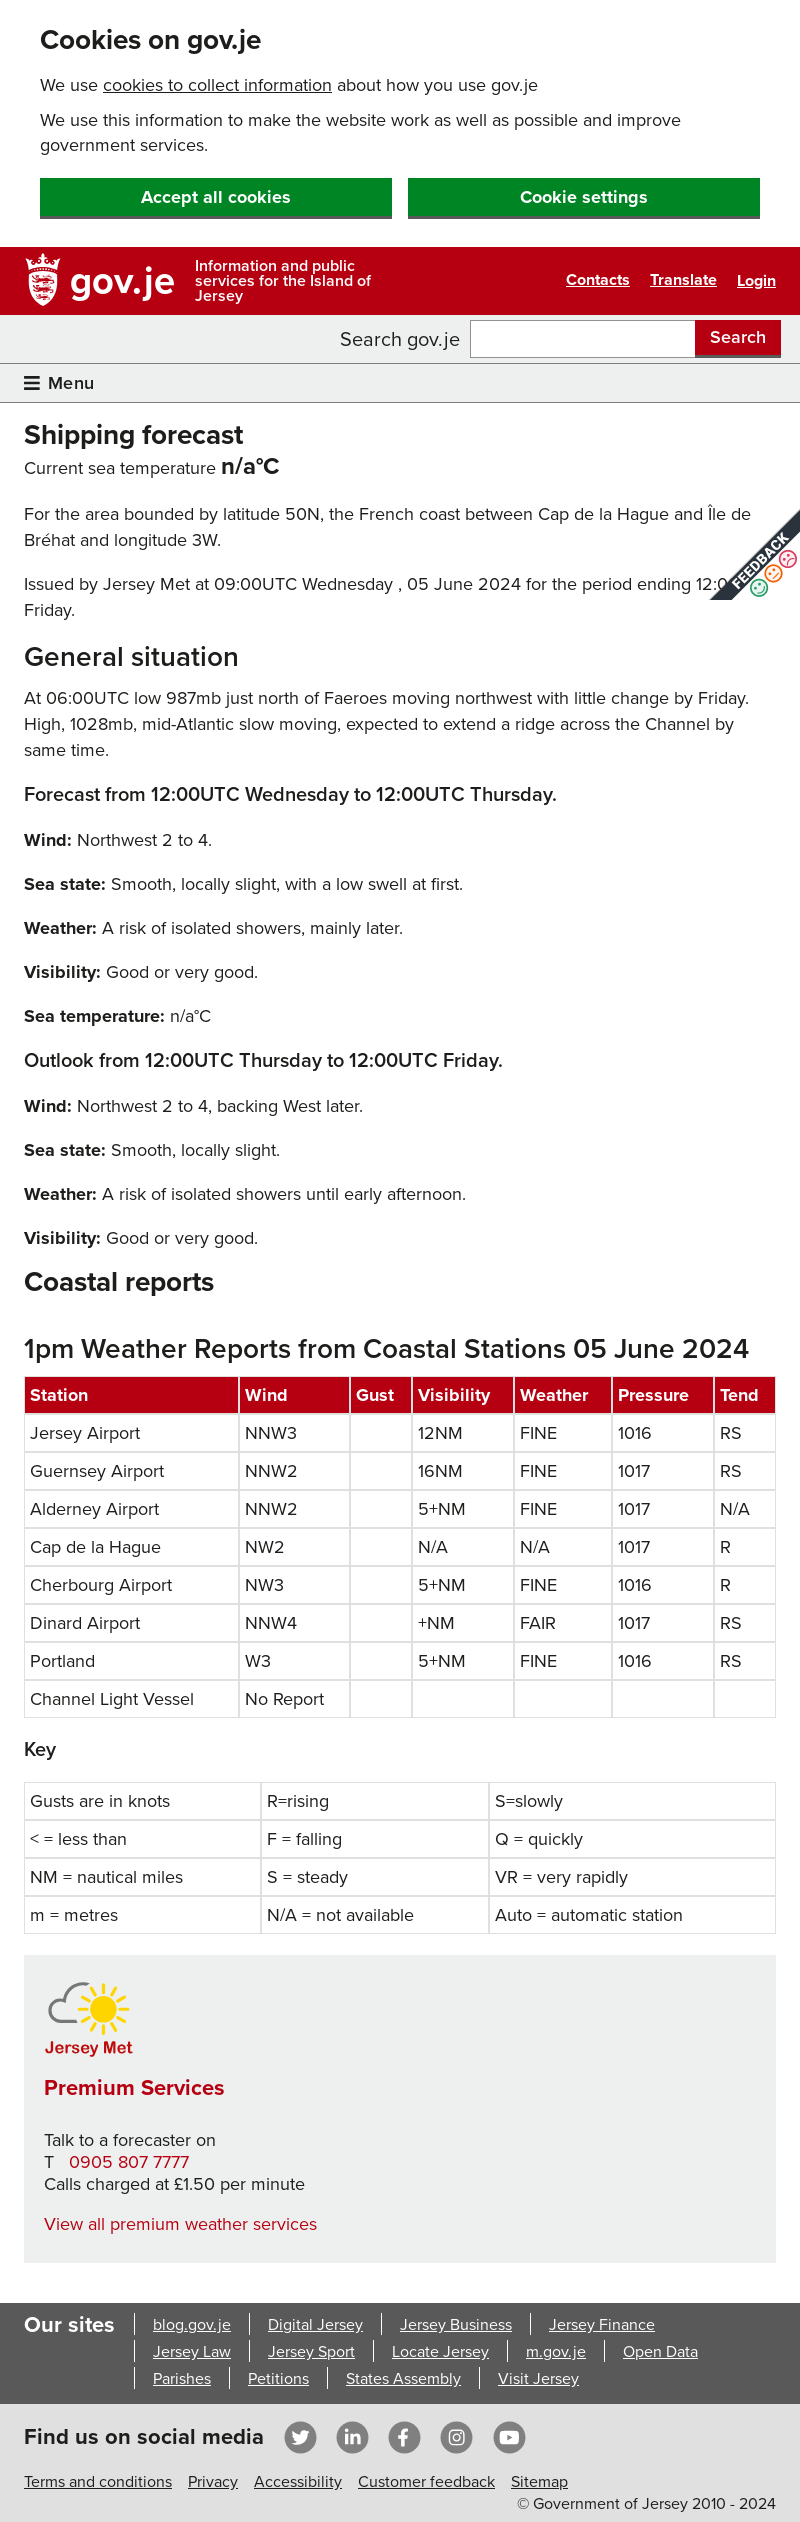 Cookies on gov.je
We use cookies to collect information about how you use gov.je
We use this information to make the website work as well as possible and improve
government services.
Accept all cookies
Cookie settings
gov.je
Information and public
services for the Island of
Jersey
Contacts
Translate
Login
Search gov.je
Search
Menu
Shipping forecast
Current sea temperature n/a°C
For the area bounded by latitude 50N, the French coast between Cap de la Hague and Île de
Bréhat and longitude 3W.
FEEDBACK
Issued by Jersey Met at 09:00UTC Wednesday , 05 June 2024 for the period ending
Friday.
General situation
At 06:00UTC low 987mb just north of Faeroes moving northwest with little change by Friday.
High, 1028mb, mid-Atlantic slow moving, expected to extend a ridge across the Channel by
same time.
Forecast from 12:00UTC Wednesday to 12:00UTC Thursday.
Wind: Northwest 2 to 4.
Sea state: Smooth, locally slight, with a low swell at first.
Weather: A risk of isolated showers, mainly later.
Visibility: Good or very good.
Sea temperature: n/a°C
Outlook from 12:00UTC Thursday to 12:00UTC Friday.
Wind: Northwest 2 to 4, backing West later.
Sea state: Smooth, locally slight.
Weather: A risk of isolated showers until early afternoon.
Visibility: Good or very good.
Coastal reports
1pm Weather Reports from Coastal Stations 05 June 2024
Station Wind Gust Visibility Weather Pressure Tend
Jersey Airport NNW3 12NM FINE 1016 RS
Guernsey Airport NNW2 16NM FINE 1017 RS
Alderney Airport NNW2 5+NM FINE 1017 N/A
Cap de la Hague NW2 N/A N/A 1017 R
Cherbourg Airport NW3 5+NM FINE 1016 R
Dinard Airport NNW4 +NM FAIR 1017 RS
Portland W3 5+NM FINE 1016 RS
Channel Light Vessel No Report
Key
Gusts are in knots R=rising S=slowly
< = less than F = falling Q = quickly
NM = nautical miles S = steady VR = very rapidly
m = metres N/A = not available Auto = automatic station
Jersey Met
Premium Services
Talk to a forecaster on
T 0905 807 7777
Calls charged at £1.50 per minute
View all premium weather services
Our sites blog.gov.je Digital Jersey Jersey Business Jersey Finance
Jersey Law Jersey Sport Locate Jersey m.gov.je Open Data
Parishes Petitions States Assembly Visit Jersey
Find us on social media
Terms and conditions Privacy Accessibility Customer feedback Sitemap
© Government of Jersey 2010 - 2024